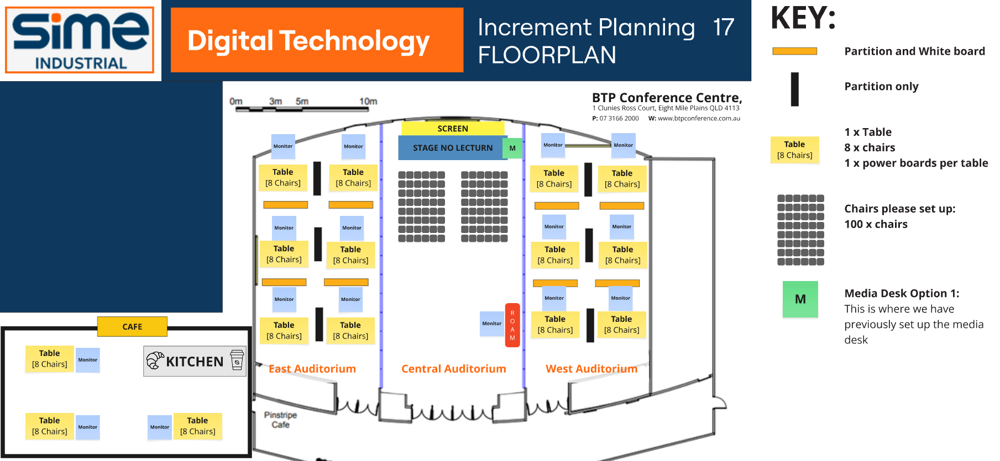 sime
INDUSTRIAL
Digital Technology
Increment Planning 17
FLOORPLAN
KEY:
Partition and White board
Partition only
Table
[8 Chairs]
1 x Table
8 x chairs
1 x power boards per table
Chairs please set up:
100 x chairs
M
Media Desk Option 1:
This is where we have
previously set up the media
desk
0m 3m 5m 10m
BTP Conference Centre,
1 Clunies Ross Court, Eight Mile Plains QLD 4113
P: 07 3166 2000 W: www.btpconference.com.au
SCREEN
STAGE NO LECTURN
M
Monitor Monitor Monitor Monitor
Table Table Table Table
[8 Chairs] [8 Chairs] [8 Chairs] [8 Chairs]
Monitor Monitor Monitor Monitor
Table Table Table Table
[8 Chairs] [8 Chairs] [8 Chairs] [8 Chairs]
Monitor Monitor Monitor Monitor
Table Table Table Table
[8 Chairs] [8 Chairs] [8 Chairs] [8 Chairs]
Monitor
ROAM
East Auditorium Central Auditorium West Auditorium
CAFE
Table
[8 Chairs]
Monitor
KITCHEN
Table
[8 Chairs]
Monitor
Monitor
Table
[8 Chairs]
Pinstripe
Cafe